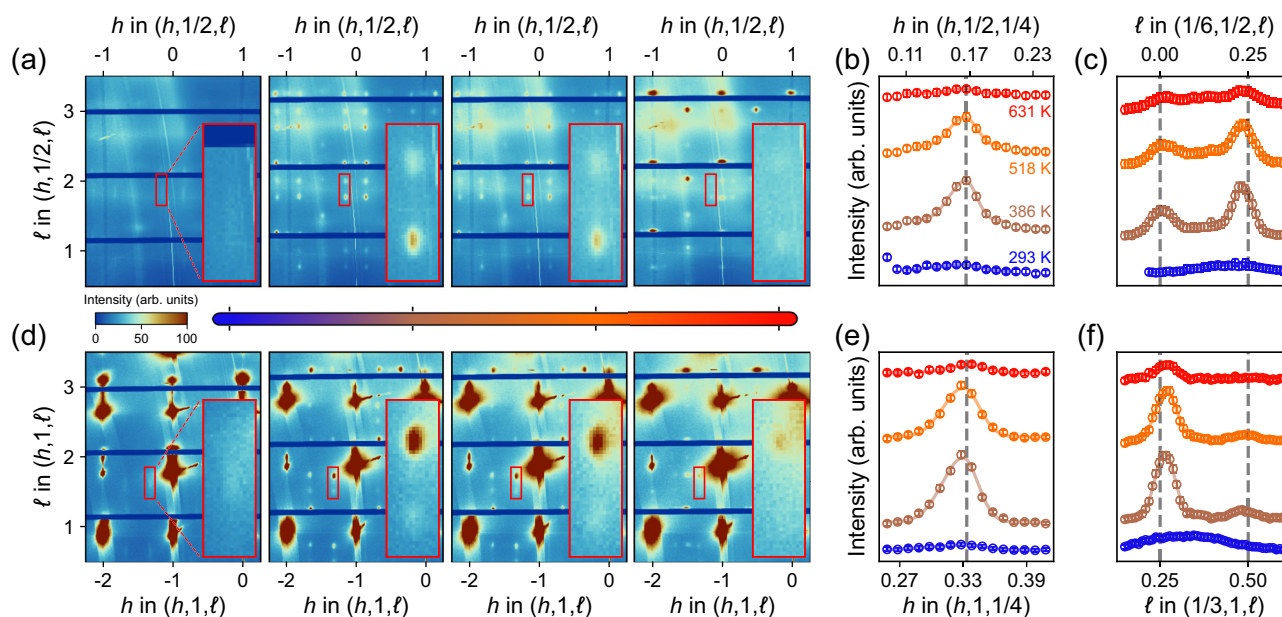 h in (h,1/2,ℓ) h in (h,1/2,ℓ) h in (h,1/2,ℓ) h in (h,1/2,1/4) ℓ in (1/6,1/2,ℓ)
-1 0 1 -1 0 1 -1 0 1 -1 0 1 0.11 0.17 0.23 0.00 0.25
(a) (b) (c)
ℓ in (h,1/2,ℓ)
3
2
1
Intensity (arb. units)
631 K
518 K
386 K
293 K
Intensity (arb. units)
0 50 100
(d) (e) (f)
ℓ in (h,1,ℓ)
3
2
1
Intensity (arb. units)
-2 -1 0 -2 -1 0 -2 -1 0 -2 -1 0 0.27 0.33 0.39 0.25 0.50
h in (h,1,ℓ) h in (h,1,ℓ) h in (h,1,ℓ) h in (h,1,ℓ) h in (h,1,1/4) ℓ in (1/3,1,ℓ)